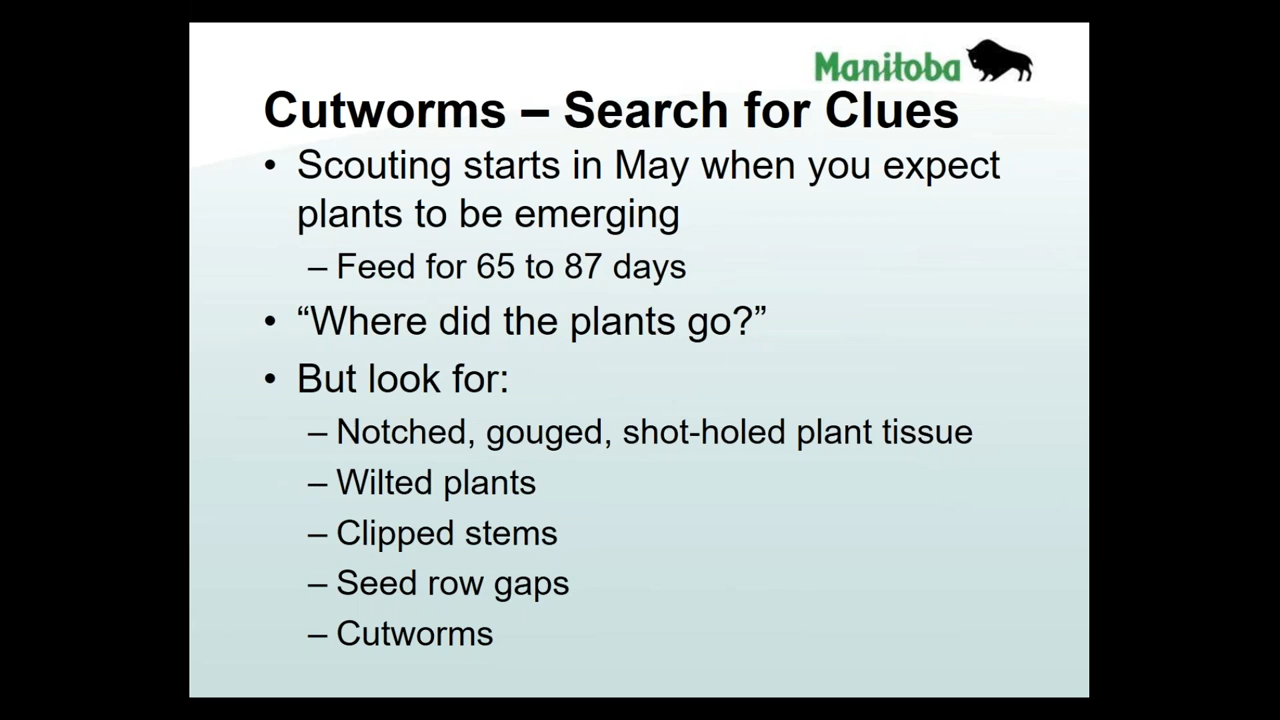 Manitoba
Cutworms – Search for Clues
• Scouting starts in May when you expect
plants to be emerging
– Feed for 65 to 87 days
• “Where did the plants go?”
• But look for:
– Notched, gouged, shot-holed plant tissue
– Wilted plants
– Clipped stems
– Seed row gaps
– Cutworms